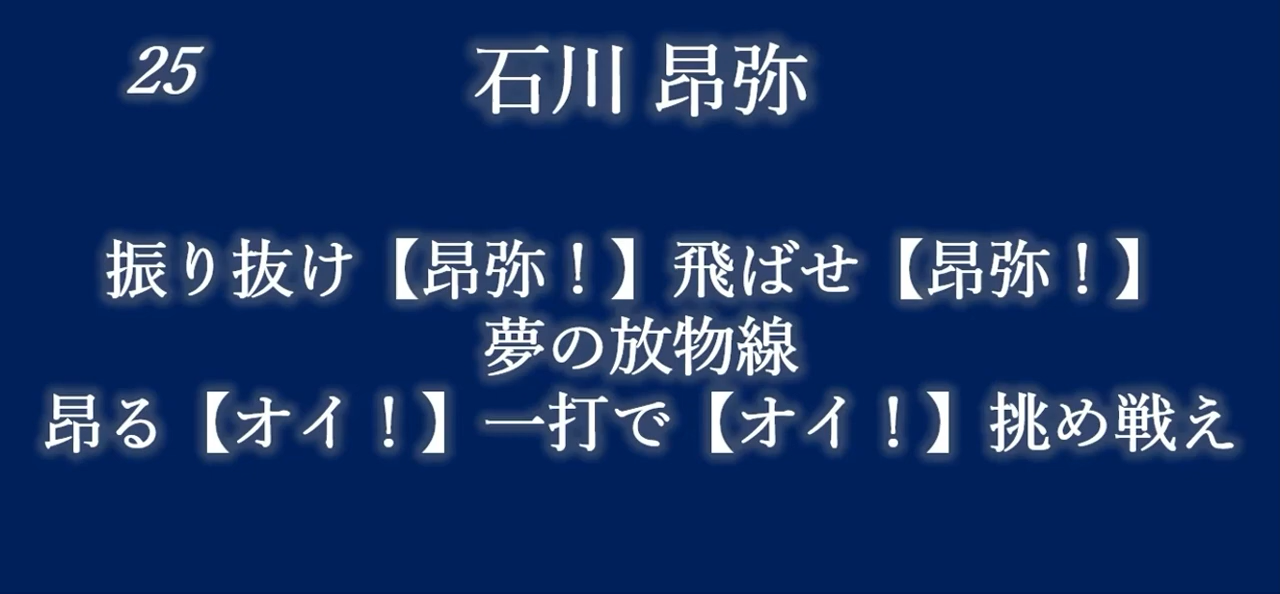 25 石川 昂弥
振り抜け【昂弥！】飛ばせ【昂弥！】
夢の放物線
昂る【オイ！】一打で【オイ！】挑め戦え